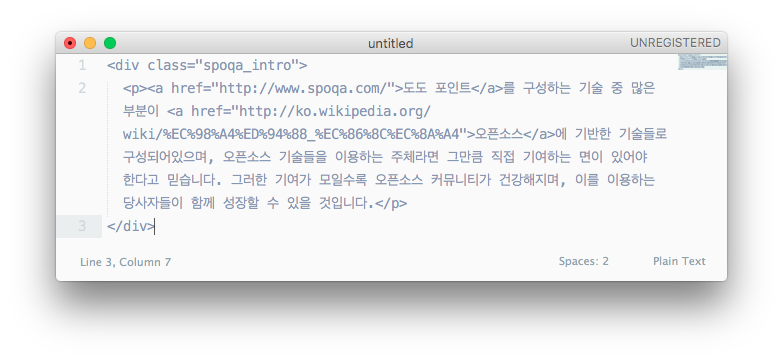 untitled
UNREGISTERED
1 <div class="spoqa_intro">
2 <p><a href="http://www.spoqa.com/">도도 포인트</a>를 구성하는 기술 중 많은
부분이 <a href="http://ko.wikipedia.org/
wiki/%EC%98%A4%ED%94%88_%EC%86%8C%EC%8A%A4">오픈소스</a>에 기반한 기술들로
구성되어있으며, 오픈소스 기술들을 이용하는 주체라면 그만큼 직접 기여하는 면이 있어야
한다고 믿습니다. 그러한 기여가 모일수록 오픈소스 커뮤니티가 건강해지며, 이를 이용하는
당사자들이 함께 성장할 수 있을 것입니다.</p>
3 </div>
Line 3, Column 7
Spaces: 2
Plain Text